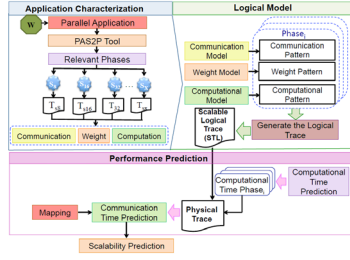 Application Characterization
Logical Model
W
Parallel Application
PAS2P Tool
Relevant Phases
Communication
Weight
Computation
Phase
Communication
Model
Communication
Pattern
Weight Model
Weight Pattern
Computational
Model
Computational
Pattern
Scalable
Logical
Trace
(STL)
Generate the Logical
Trace
Performance Prediction
Mapping
Communication
Time Prediction
Physical
Trace
Computational
Time Phase
Computational
Time
Prediction
Scalability Prediction